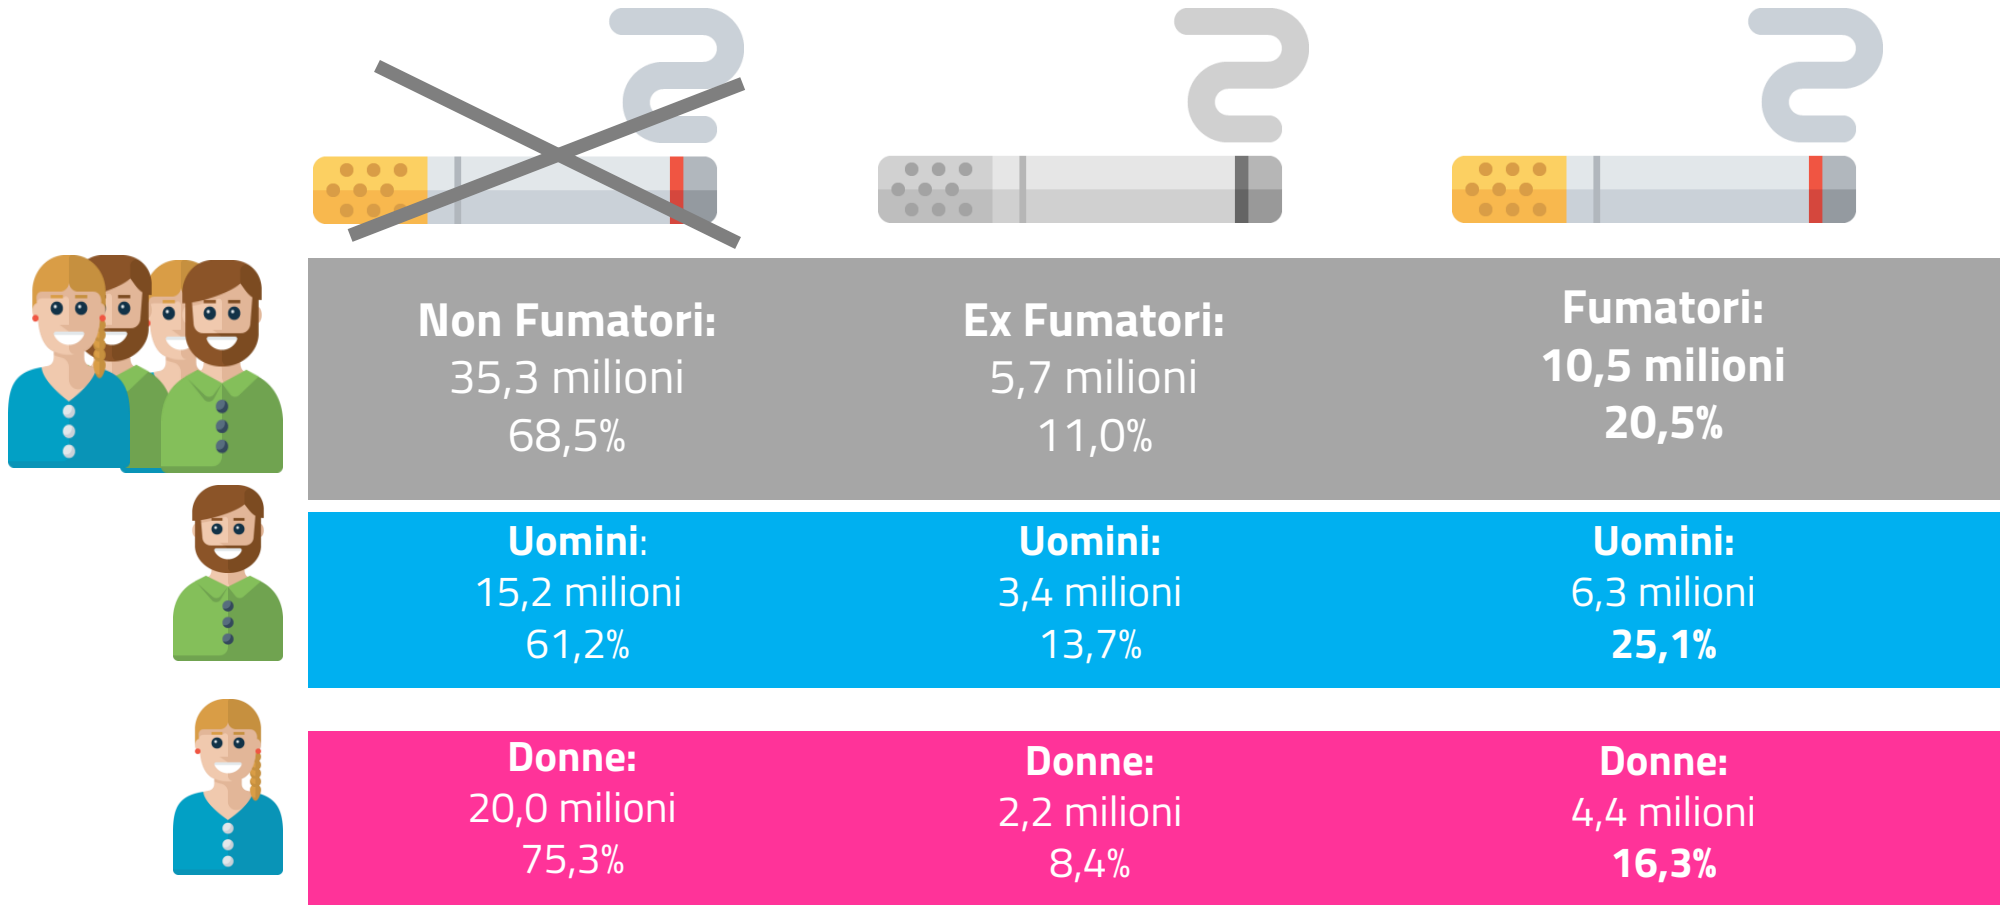 Non Fumatori:
35,3 milioni
68,5%
Ex Fumatori:
5,7 milioni
11,0%
Fumatori:
10,5 milioni
20,5%
Uomini:
15,2 milioni
61,2%
Uomini:
3,4 milioni
13,7%
Uomini:
6,3 milioni
25,1%
Donne:
20,0 milioni
75,3%
Donne:
2,2 milioni
8,4%
Donne:
4,4 milioni
16,3%